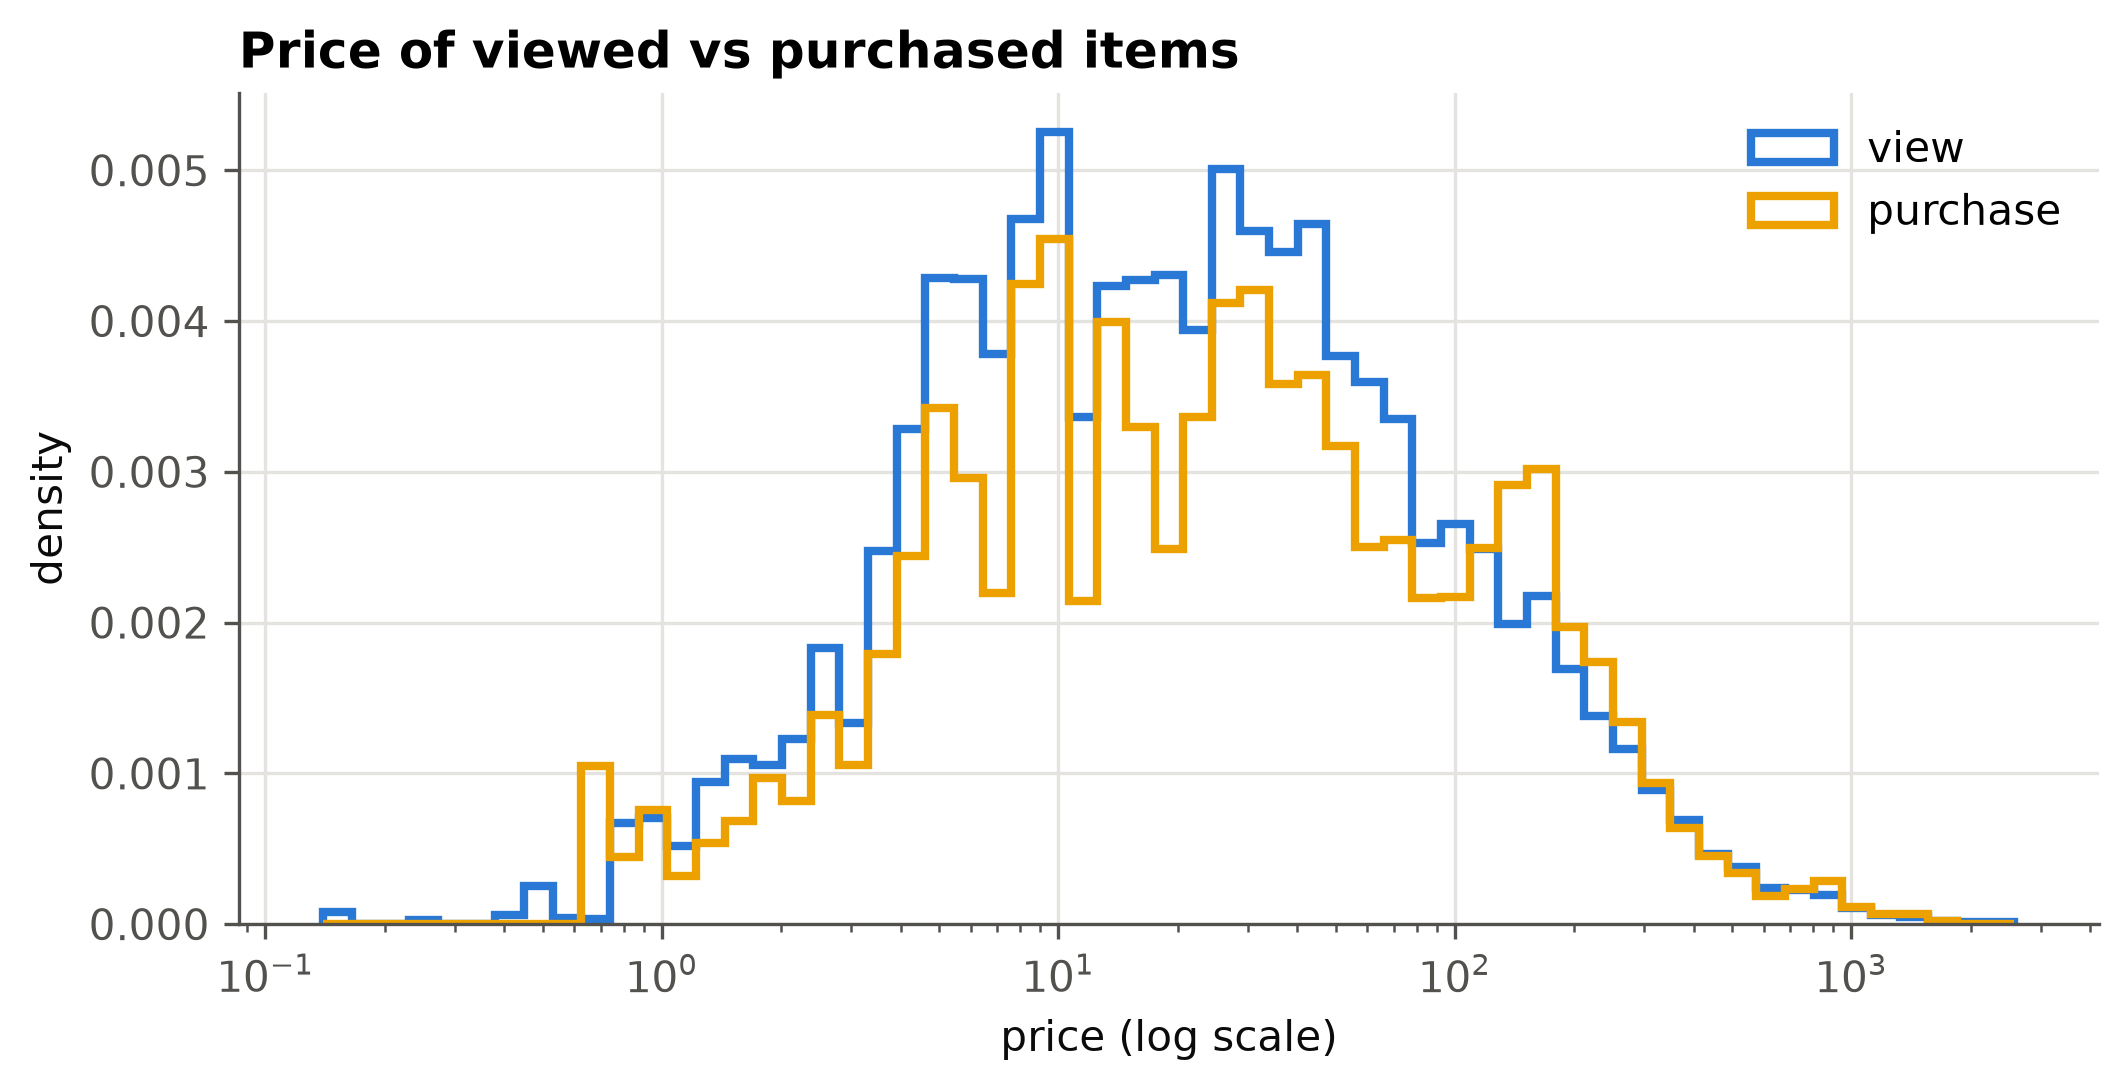 Price of viewed vs purchased items
view
purchase
density
0.005
0.004
0.003
0.002
0.001
0.000
10⁻¹
10⁰
10¹
10²
10³
price (log scale)